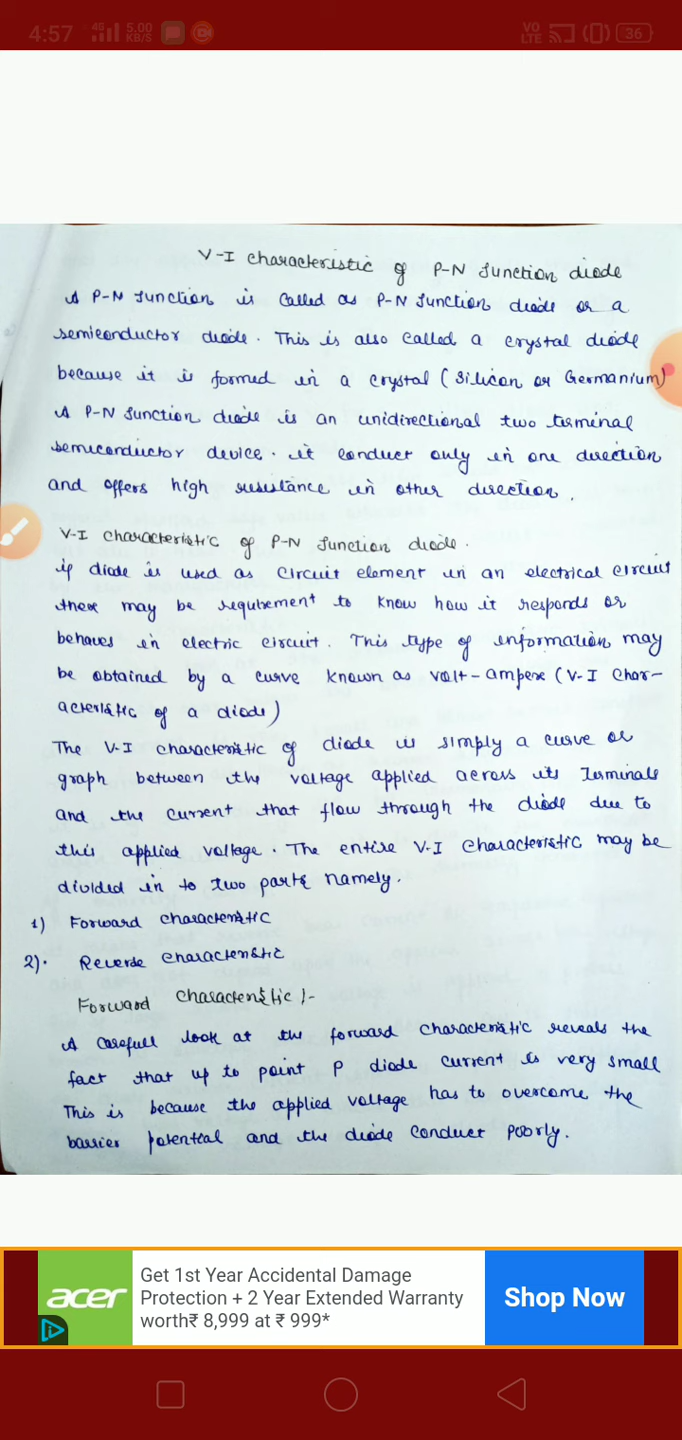 4:57 4G 5.00 KB/S VO LTE 36
V-I characteristic of P-N Junction diode
A P-N Junction is called as P-N Junction diode or a
semiconductor diode. This is also called a crystal diode
because it is formed in a crystal (Silicon or Germanium)
A P-N Junction diode is an unidirectional two terminal
semiconductor device. it conduct only in one direction
and offers high resistance in other direction.
V-I characteristic of P-N Junction diode.
if diode is used as circuit element in an electrical circuit
there may be requirement to know how it responds or
behaves in electric circuit. This type of information may
be obtained by a curve known as volt-ampere (V-I Char-
acteristic of a diode)
The V-I characteristic of diode is simply a curve or
graph between the voltage applied across its Terminals
and the current that flow through the diode due to
this applied voltage. The entire V-I characteristic may be
divided in to two parts namely.
1) Forward characteristic
2). Reverse characteristic
Forward characteristic :-
A carefull look at the forward characteristic reveals the
fact that up to point P diode current is very small
This is because the applied voltage has to overcome the
barrier potential and the diode conduct poorly.
acer
Get 1st Year Accidental Damage
Protection + 2 Year Extended Warranty
worth₹ 8,999 at ₹ 999*
Shop Now